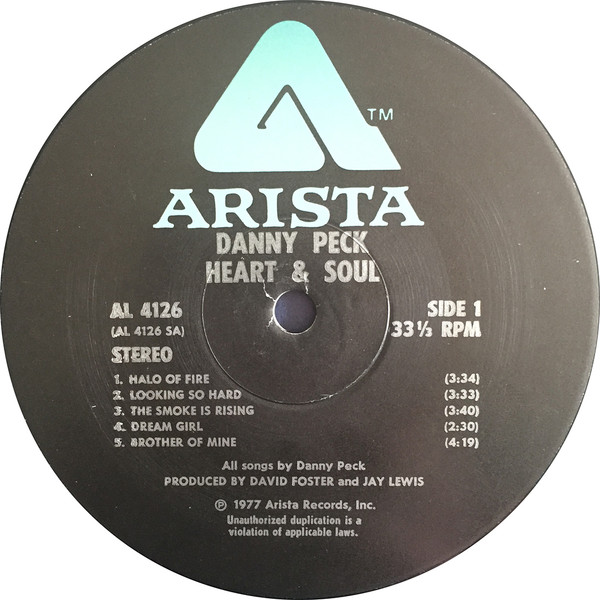 TM
ARISTA
DANNY PECK
HEART & SOUL
AL 4126
(AL 4126 SA)
STEREO
SIDE 1
33⅓ RPM
1. HALO OF FIRE (3:34)
2. LOOKING SO HARD (3:33)
3. THE SMOKE IS RISING (3:40)
4. DREAM GIRL (2:30)
5. BROTHER OF MINE (4:19)
All songs by Danny Peck
PRODUCED BY DAVID FOSTER and JAY LEWIS
℗ 1977 Arista Records, Inc.
Unauthorized duplication is a
violation of applicable laws.